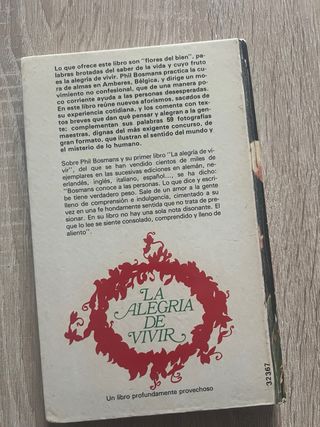 Lo que ofrece este libro son "flores del bien", pa-
labras brotadas del saber de la vida y cuyo fruto
es la alegría de vivir. Phil Bosmans practica la cu-
ra de almas en Amberes, Bélgica, y dirige un mo-
vimiento no confesional, que de una manera po-
co corriente ayuda a las personas desesperadas.
En este libro reúne nuevos aforismos, sacados de
su experiencia cotidiana, y los comenta con tex-
tos breves que dan qué pensar y alegran a la gen-
te; complementan sus palabras 59 fotografías
maestras, dignas del más exigente concurso, de
gran formato, que ilustran el sentido del mundo y
el misterio de lo humano.
Sobre Phil Bosmans y su primer libro "La alegría de vi-
vir", del que se han vendido cientos de miles de
ejemplares en las sucesivas ediciones en alemán, ne-
erlandés, inglés, italiano, español..., se ha dicho:
"Bosmans conoce a las personas. Lo que dice y escri-
be tiene verdadero peso. Sale de un amor a la gente
lleno de comprensión e indulgencia, cimentado a su
vez en una fe hondamente sentida que no trata de pre-
sionar. En su libro no hay una sola nota disonante. El
que lo lee se siente consolado, comprendido y lleno de
aliento".
LA
ALEGRIA
DE
VIVIR
Un libro profundamente provechoso
32367